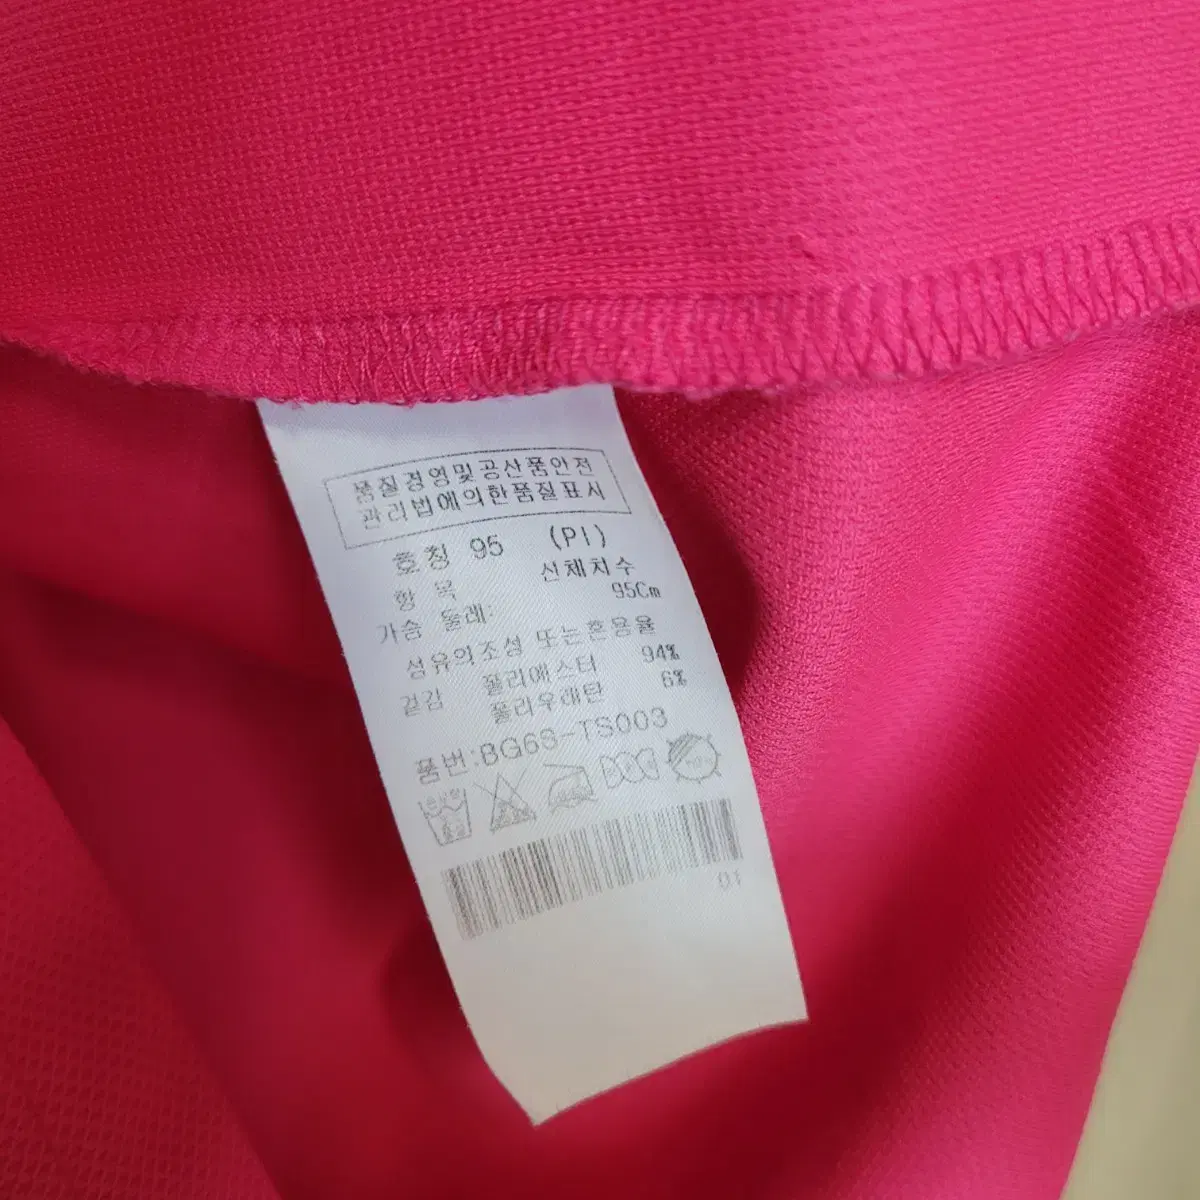 품질경영및공산품안전
관리법에의한품질표시
호칭 95 (PI)
항 목 신체치수
가슴 둘레: 95Cm
섬유의조성 또는혼용율
겉감 폴리에스터 94%
폴리우레탄 6%
품번:BG6S-TS003
01